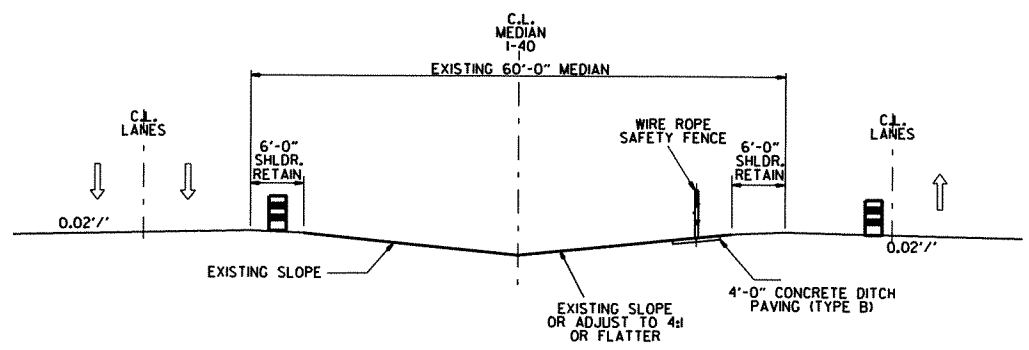 C.L.
MEDIAN
I-40
EXISTING 60'-0" MEDIAN
C.L.
LANES
6'-0"
SHLDR.
RETAIN
WIRE ROPE
SAFETY FENCE
6'-0"
SHLDR.
RETAIN
C.L.
LANES
0.02'/'
0.02'/'
EXISTING SLOPE
EXISTING SLOPE
OR ADJUST TO 4:1
OR FLATTER
4'-0" CONCRETE DITCH
PAVING (TYPE B)